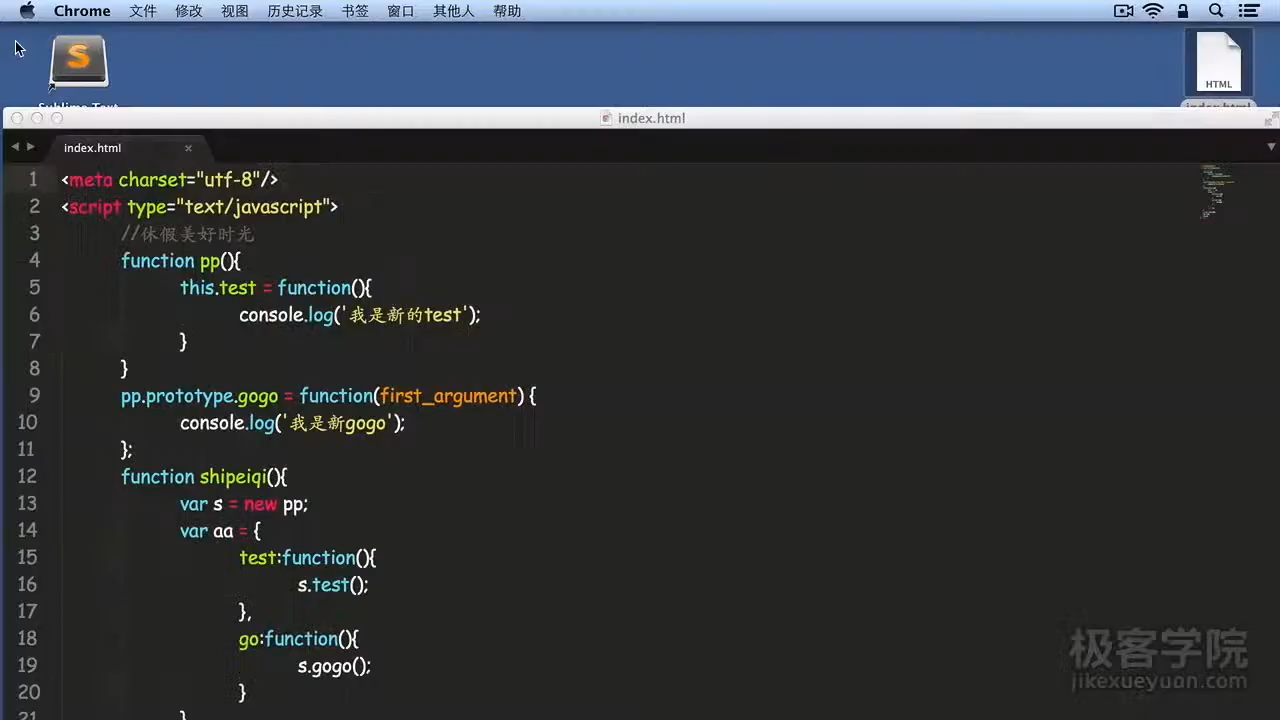 Chrome 文件 修改 视图 历史记录 书签 窗口 其他人 帮助
S
HTML
Sublime Text
index.html
index.html
index.html ×
1 <meta charset="utf-8"/>
2 <script type="text/javascript">
3 //休假美好时光
4 function pp(){
5 this.test = function(){
6 console.log('我是新的test');
7 }
8 }
9 pp.prototype.gogo = function(first_argument) {
10 console.log('我是新gogo');
11 };
12 function shipeiqi(){
13 var s = new pp;
14 var aa = {
15 test:function(){
16 s.test();
17 },
18 go:function(){
19 s.gogo();
20 }
21 }
极客学院
jikexueyuan.com